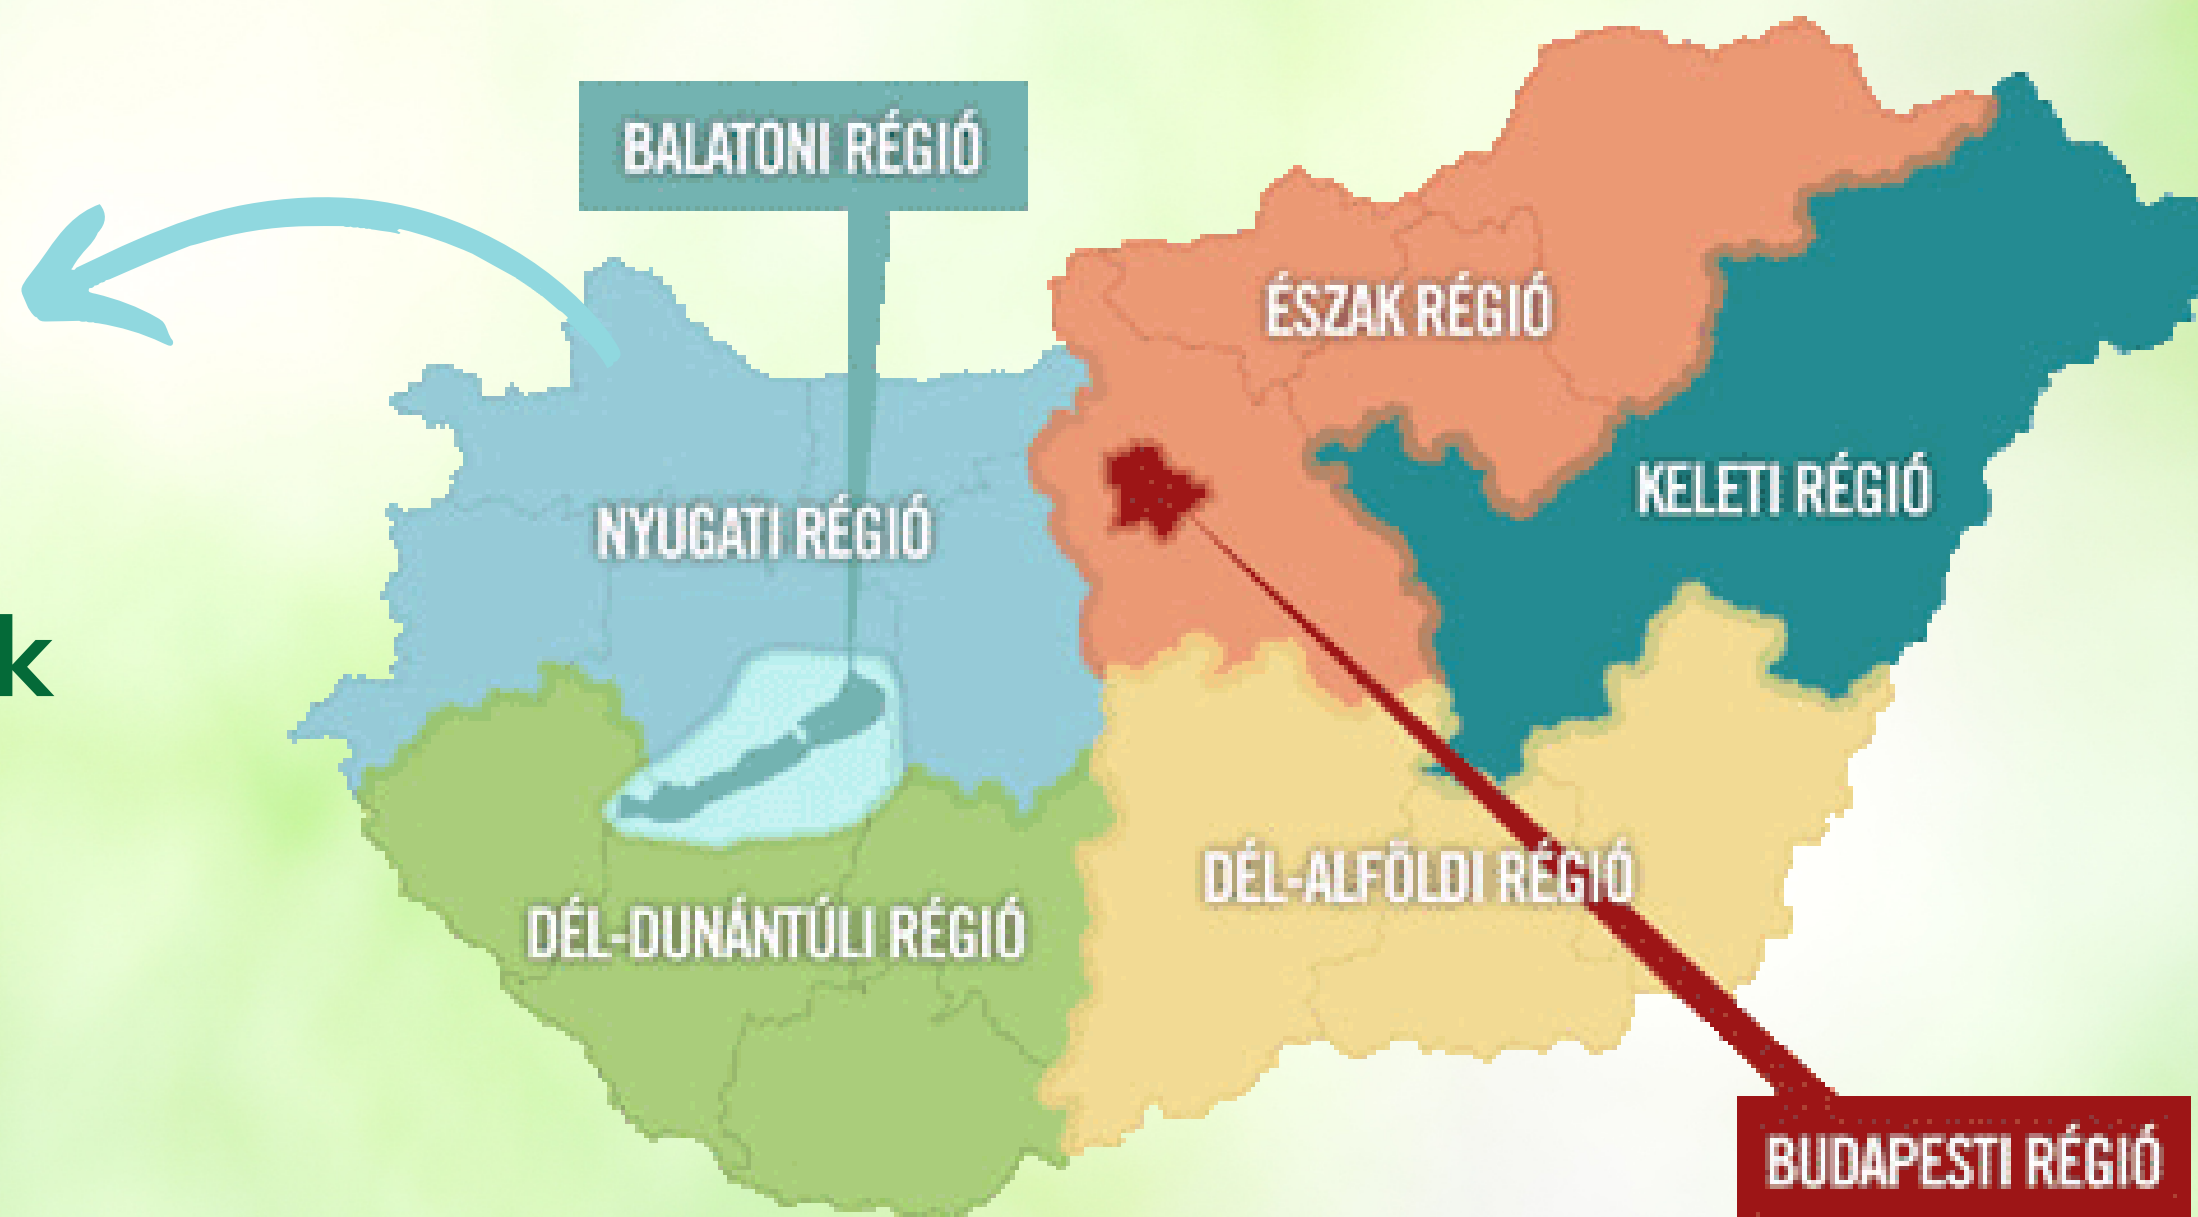 BALATONI RÉGIÓ
ÉSZAK RÉGIÓ
KELETI RÉGIÓ
NYUGATI RÉGIÓ
k
DÉL-ALFÖLDI RÉGIÓ
DÉL-DUNÁNTÚLI RÉGIÓ
BUDAPESTI RÉGIÓ